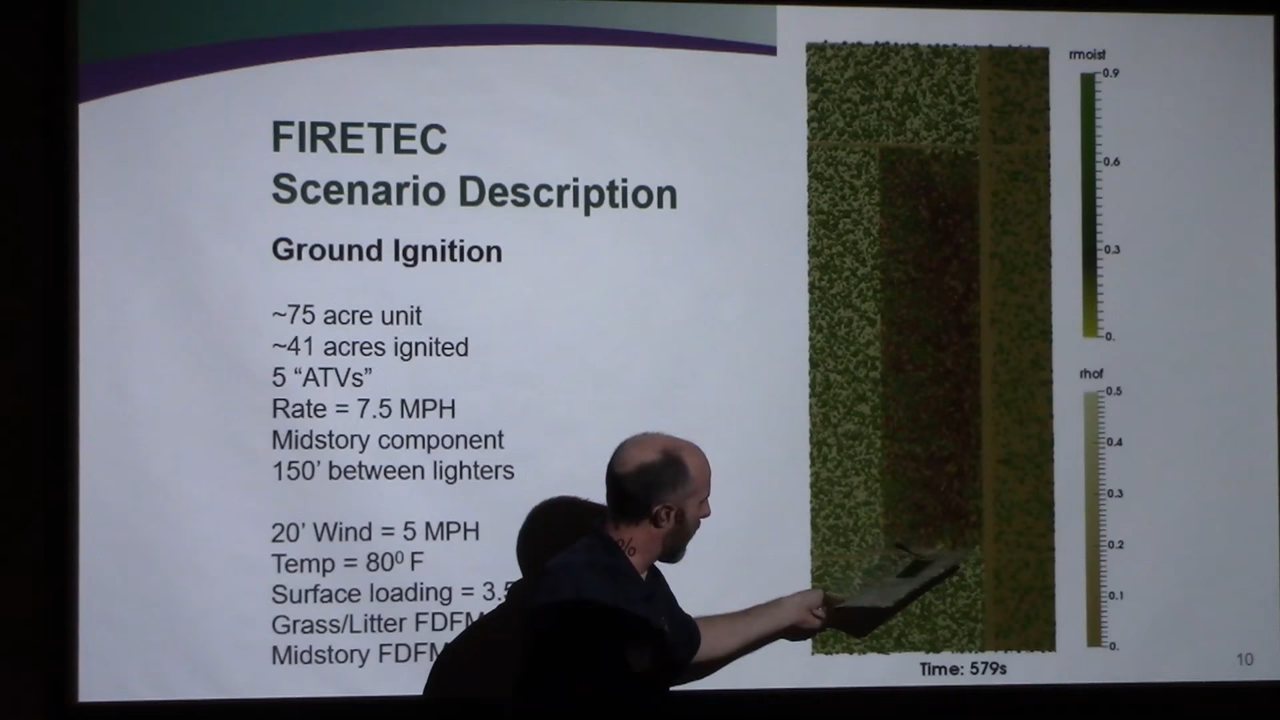 FIRETEC
Scenario Description
Ground Ignition
~75 acre unit
~41 acres ignited
5 “ATVs”
Rate = 7.5 MPH
Midstory component
150’ between lighters
20’ Wind = 5 MPH
Temp = 80⁰ F
Surface loading = 3.5
Grass/Litter FDFM
Midstory FDFM
%
rmoist
0.9
0.6
0.3
0.
rhof
0.5
0.4
0.3
0.2
0.1
0.
Time: 579s
10